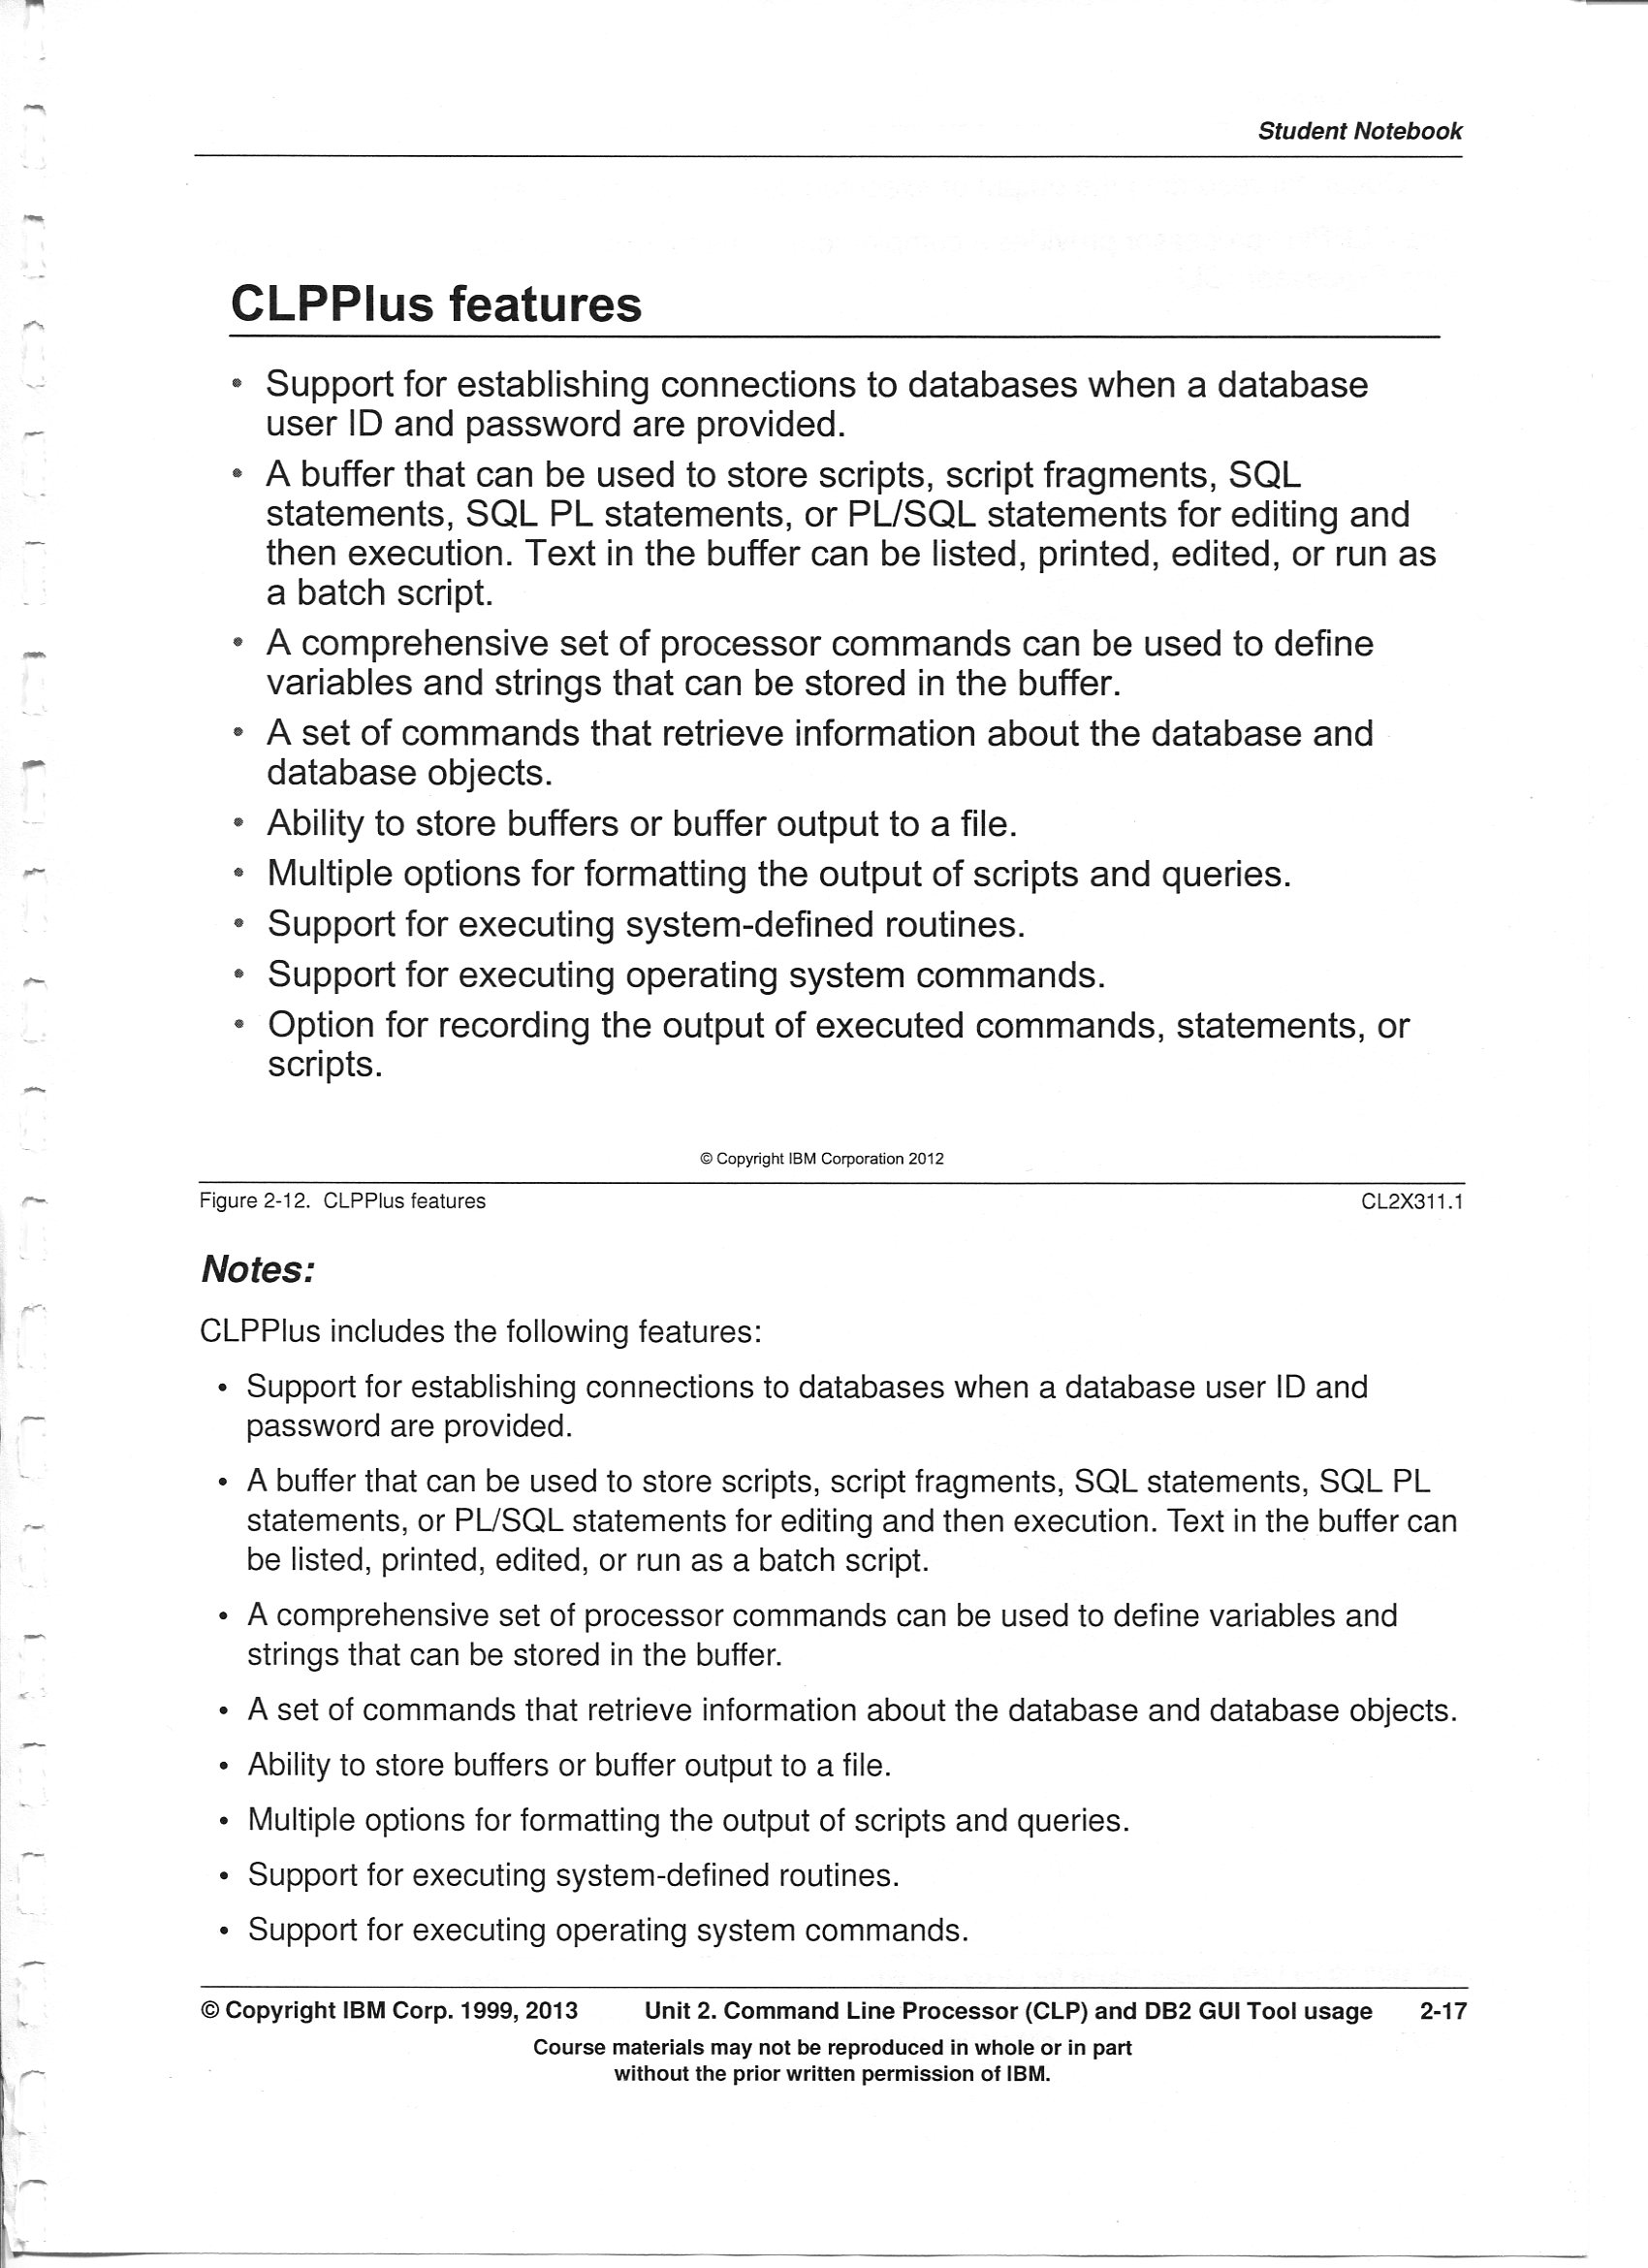 Student Notebook
CLPPlus features
• Support for establishing connections to databases when a database
user ID and password are provided.
• A buffer that can be used to store scripts, script fragments, SQL
statements, SQL PL statements, or PL/SQL statements for editing and
then execution. Text in the buffer can be listed, printed, edited, or run as
a batch script.
• A comprehensive set of processor commands can be used to define
variables and strings that can be stored in the buffer.
• A set of commands that retrieve information about the database and
database objects.
• Ability to store buffers or buffer output to a file.
• Multiple options for formatting the output of scripts and queries.
• Support for executing system-defined routines.
• Support for executing operating system commands.
• Option for recording the output of executed commands, statements, or
scripts.
© Copyright IBM Corporation 2012
Figure 2-12. CLPPlus features CL2X311.1
Notes:
CLPPlus includes the following features:
• Support for establishing connections to databases when a database user ID and
password are provided.
• A buffer that can be used to store scripts, script fragments, SQL statements, SQL PL
statements, or PL/SQL statements for editing and then execution. Text in the buffer can
be listed, printed, edited, or run as a batch script.
• A comprehensive set of processor commands can be used to define variables and
strings that can be stored in the buffer.
• A set of commands that retrieve information about the database and database objects.
• Ability to store buffers or buffer output to a file.
• Multiple options for formatting the output of scripts and queries.
• Support for executing system-defined routines.
• Support for executing operating system commands.
© Copyright IBM Corp. 1999, 2013 Unit 2. Command Line Processor (CLP) and DB2 GUI Tool usage 2-17
Course materials may not be reproduced in whole or in part
without the prior written permission of IBM.